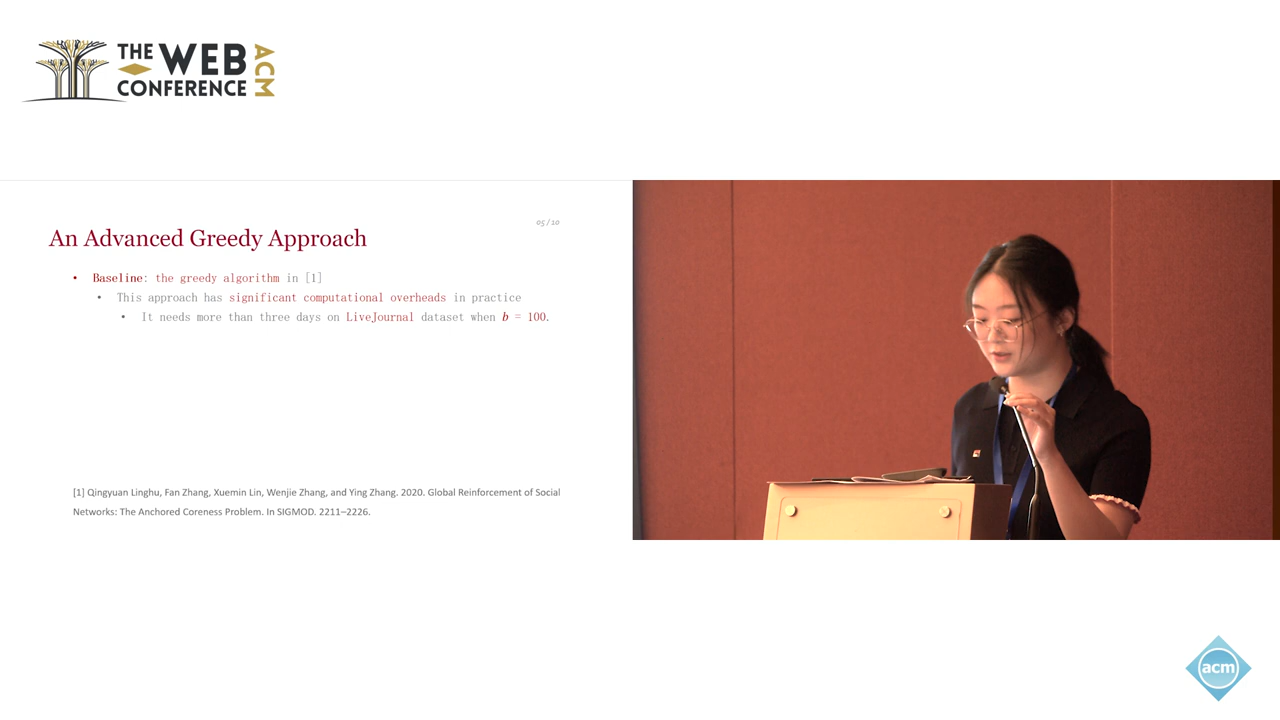 THE WEB
CONFERENCE
ACM
05/10
An Advanced Greedy Approach
• Baseline: the greedy algorithm in [1]
• This approach has significant computational overheads in practice
• It needs more than three days on LiveJournal dataset when b = 100.
[1] Qingyuan Linghu, Fan Zhang, Xuemin Lin, Wenjie Zhang, and Ying Zhang. 2020. Global Reinforcement of Social
Networks: The Anchored Coreness Problem. In SIGMOD. 2211–2226.
acm